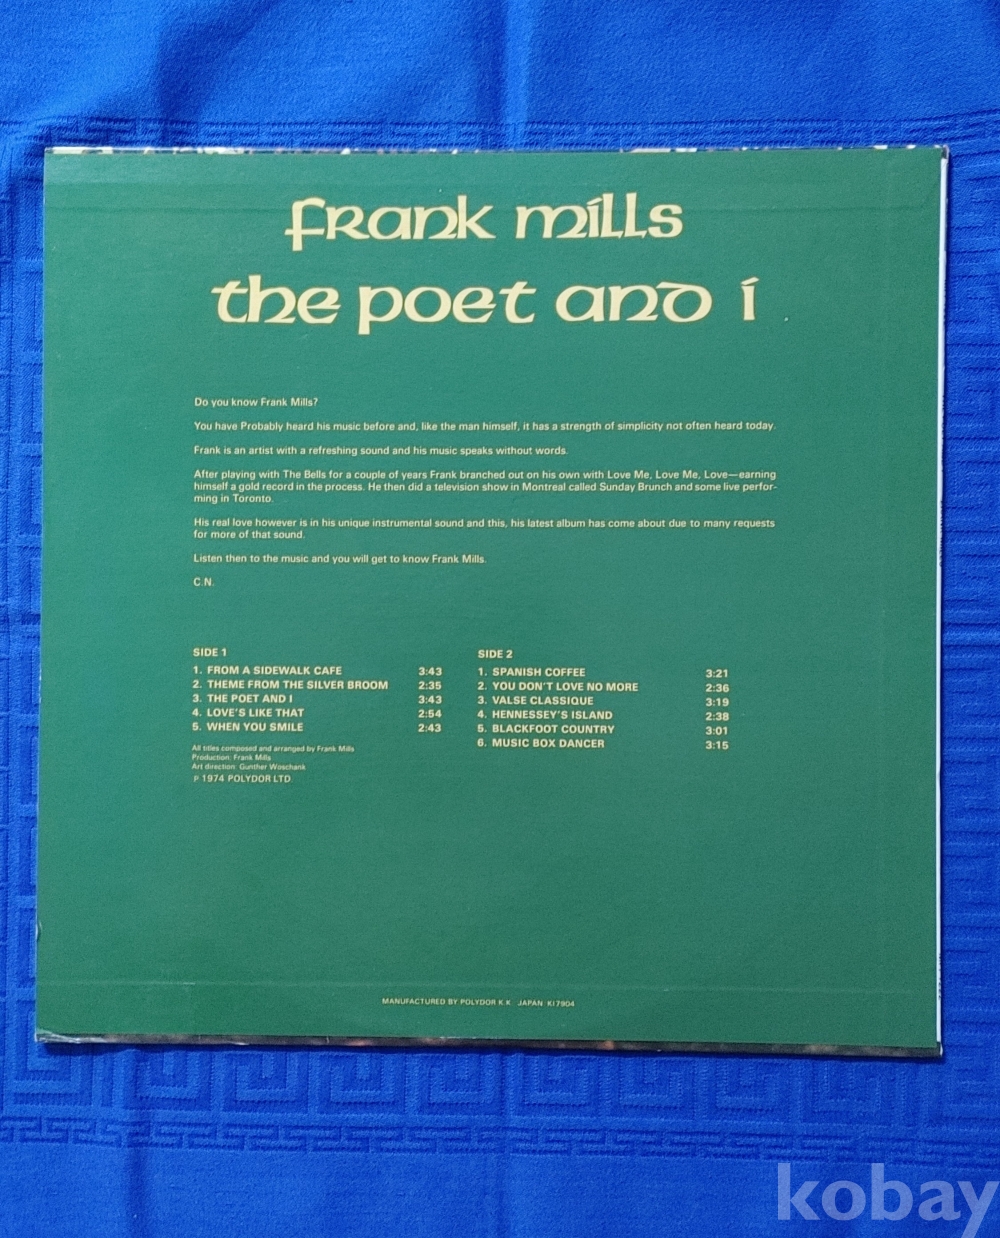 frank mills
the poet and i
Do you know Frank Mills?
You have Probably heard his music before and, like the man himself, it has a strength of simplicity not often heard today.
Frank is an artist with a refreshing sound and his music speaks without words.
After playing with The Bells for a couple of years Frank branched out on his own with Love Me, Love Me, Love—earning
himself a gold record in the process. He then did a television show in Montreal called Sunday Brunch and some live perfor-
ming in Toronto.
His real love however is in his unique instrumental sound and this, his latest album has come about due to many requests
for more of that sound.
Listen then to the music and you will get to know Frank Mills.
C.N.
SIDE 1
1. FROM A SIDEWALK CAFE 3:43
2. THEME FROM THE SILVER BROOM 2:35
3. THE POET AND I 3:43
4. LOVE'S LIKE THAT 2:54
5. WHEN YOU SMILE 2:43
All titles composed and arranged by Frank Mills
Production: Frank Mills
Art direction: Gunther Woschank
℗ 1974 POLYDOR LTD.
SIDE 2
1. SPANISH COFFEE 3:21
2. YOU DON'T LOVE NO MORE 2:36
3. VALSE CLASSIQUE 3:19
4. HENNESSEY'S ISLAND 2:38
5. BLACKFOOT COUNTRY 3:01
6. MUSIC BOX DANCER 3:15
MANUFACTURED BY POLYDOR K.K. JAPAN KI7904
kobay